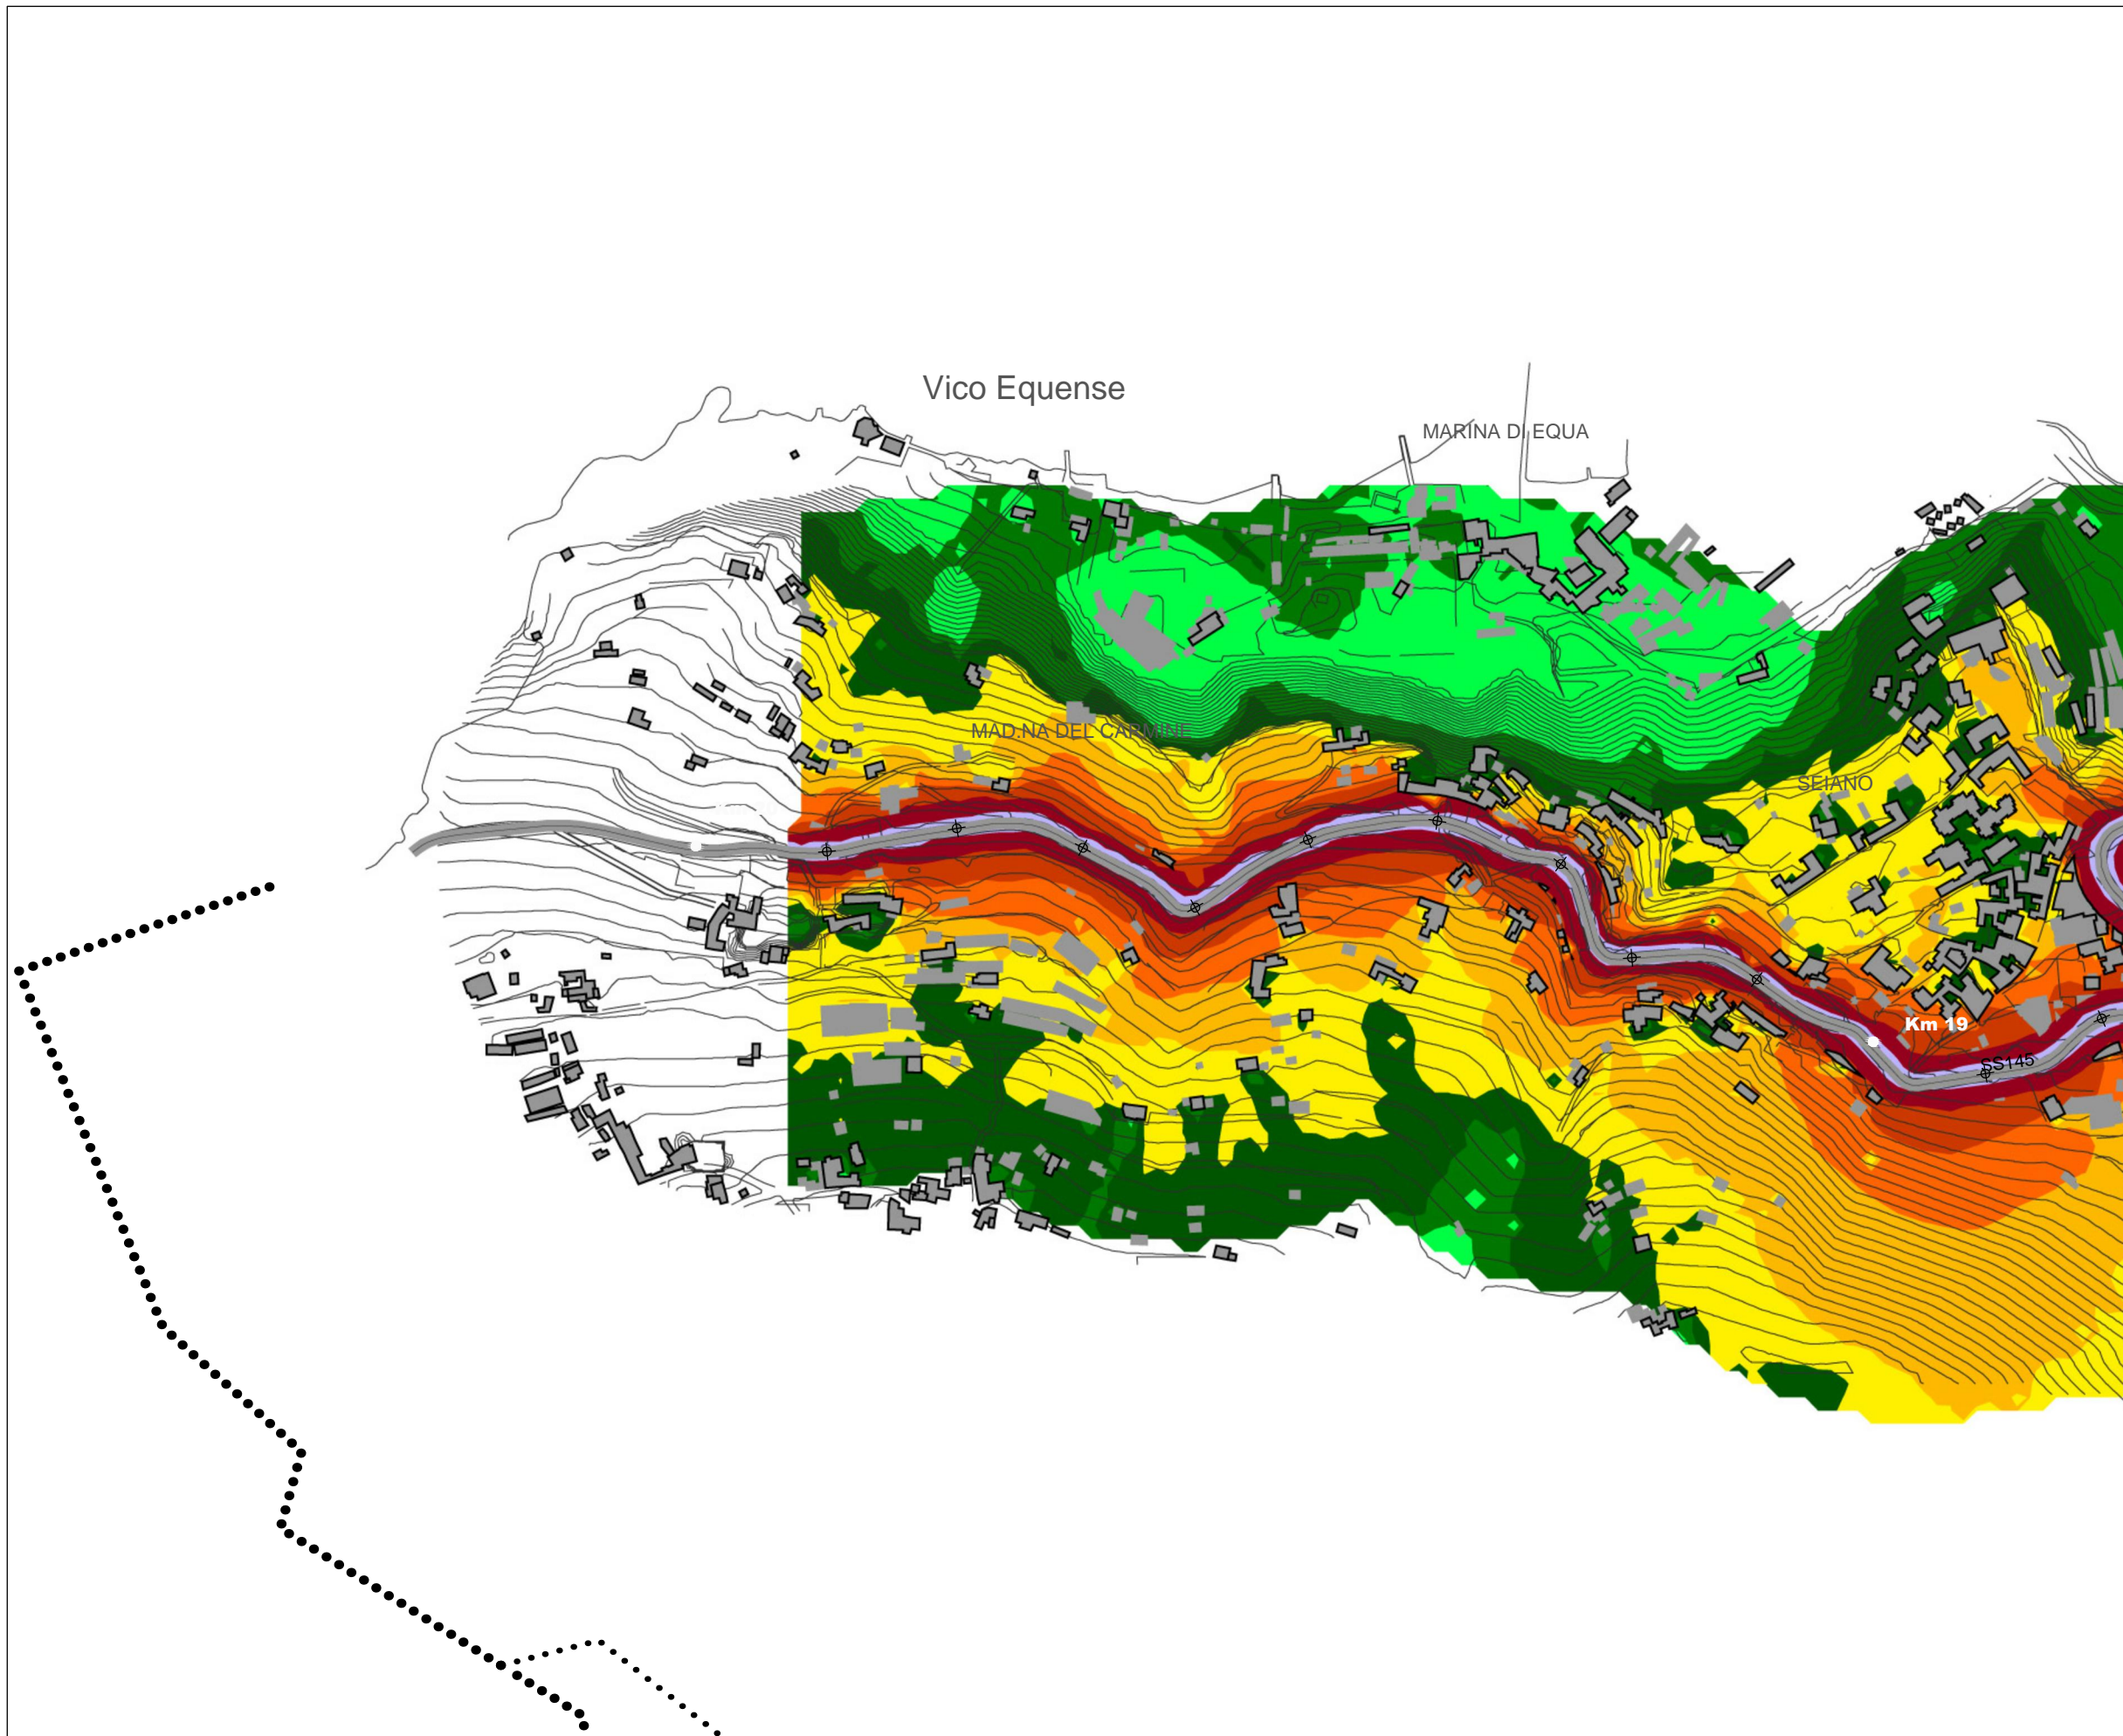 Vico Equense
MARINA DI EQUA
MAD.NA DEL CARMINE
SEIANO
Km 19
SS145